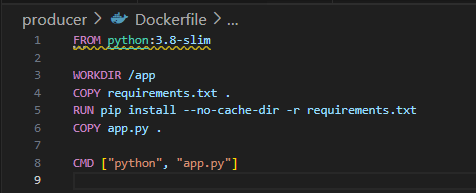 producer > Dockerfile > ...
1 FROM python:3.8-slim
2
3 WORKDIR /app
4 COPY requirements.txt .
5 RUN pip install --no-cache-dir -r requirements.txt
6 COPY app.py .
7
8 CMD ["python", "app.py"]
9